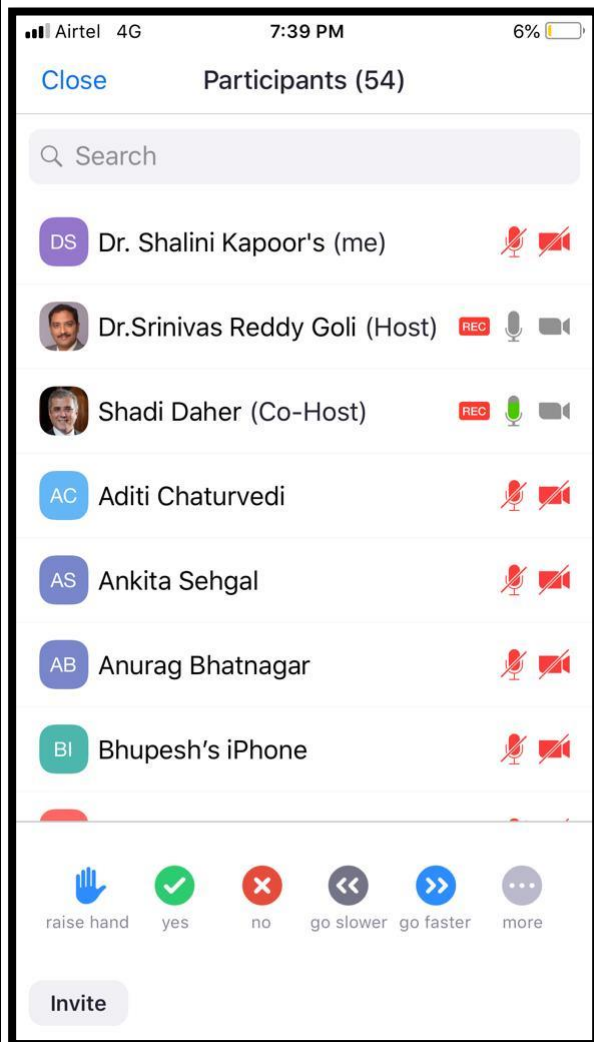 Airtel 4G 7:39 PM 6%
Close Participants (54)
Search
DS Dr. Shalini Kapoor's (me)
Dr.Srinivas Reddy Goli (Host) REC
Shadi Daher (Co-Host) REC
AC Aditi Chaturvedi
AS Ankita Sehgal
AB Anurag Bhatnagar
BI Bhupesh’s iPhone
raise hand yes no go slower go faster more
Invite